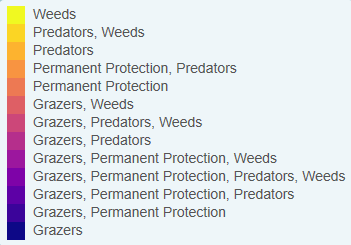 Weeds
Predators, Weeds
Predators
Permanent Protection, Predators
Permanent Protection
Grazers, Weeds
Grazers, Predators, Weeds
Grazers, Predators
Grazers, Permanent Protection, Weeds
Grazers, Permanent Protection, Predators, Weeds
Grazers, Permanent Protection, Predators
Grazers, Permanent Protection
Grazers